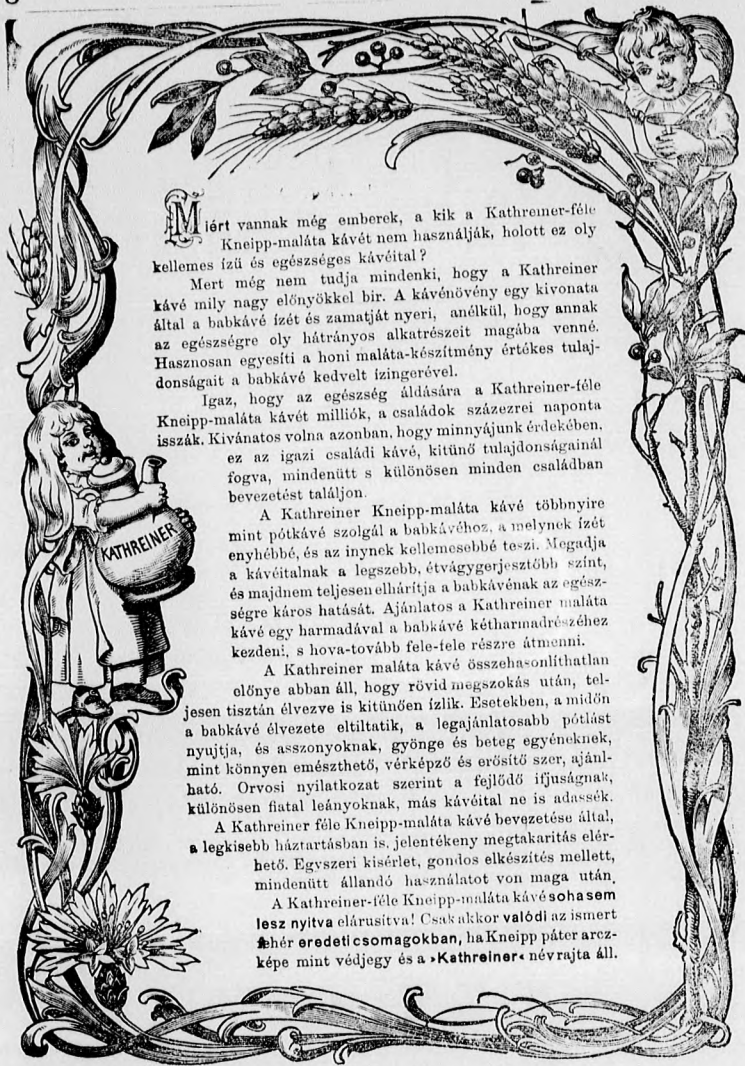 Miért vannak még emberek, a kik a Kathreiner-féle
Kneipp-maláta kávét nem használják, holott ez oly
kellemes ízü és egészséges kávéital?
Mert még nem tudja mindenki, hogy a Kathreiner
kávé mily nagy előnyökkel bir. A kávénövény egy kivonata
által a babkávé ízét és zamatját nyeri, anélkül, hogy annak
az egészségre oly hátrányos alkatrészeit magába venné.
Hasznosan egyesíti a honi maláta-készítmény értékes tulaj-
donságait a babkávé kedvelt ízingerével.
Igaz, hogy az egészség áldására a Kathreiner-féle
Kneipp-maláta kávét milliók, a családok százezrei naponta
isszák. Kivánatos volna azonban, hogy minnyájunk érdekében,
ez az igazi családi kávé, kitünő tulajdonságainál
fogva, mindenütt s különösen minden családban
bevezetést találjon.
A Kathreiner Kneipp-maláta kávé többnyire
mint pótkávé szolgál a babkávéhoz, a melynek ízét
enyhébbé, és az inynek kellemesebbé teszi. Megadja
a kávéitalnak a legszebb, étvágygerjesztőbb színt,
és majdnem teljesen elhárítja a babkávénak az egész-
ségre káros hatását. Ajánlatos a Kathreiner maláta
kávé egy harmadával a babkávé kétharmadrészéhez
kezdeni, s hova-tovább fele-fele részre átmenni.
A Kathreiner maláta kávé összehasonlíthatlan
előnye abban áll, hogy rövid megszokás után, tel-
jesen tisztán élvezve is kitünően ízlik. Esetekben, a midőn
a babkávé élvezete eltiltatik, a legajánlatosabb pótlást
nyujtja, és asszonyoknak, gyönge és beteg egyéneknek,
mint könnyen emészthető, vérképző és erősítő szer, ajánl-
ható. Orvosi nyilatkozat szerint a fejlődő ifjuságnak,
különösen fiatal leányoknak, más kávéital ne is adassék.
A Kathreiner féle Kneipp-maláta kávé bevezetése által,
a legkisebb háztartásban is, jelentékeny megtakaritás elér-
hető. Egyszeri kisérlet, gondos elkészítés mellett,
mindenütt állandó használatot von maga után.
A Kathreiner-féle Kneipp-maláta kávé soha sem
lesz nyitva elárusítva! Csak akkor valódi az ismert
fehér eredeti csomagokban, ha Kneipp páter arcz-
képe mint védjegy és a »Kathreiner« név rajta áll.
KATHREINER